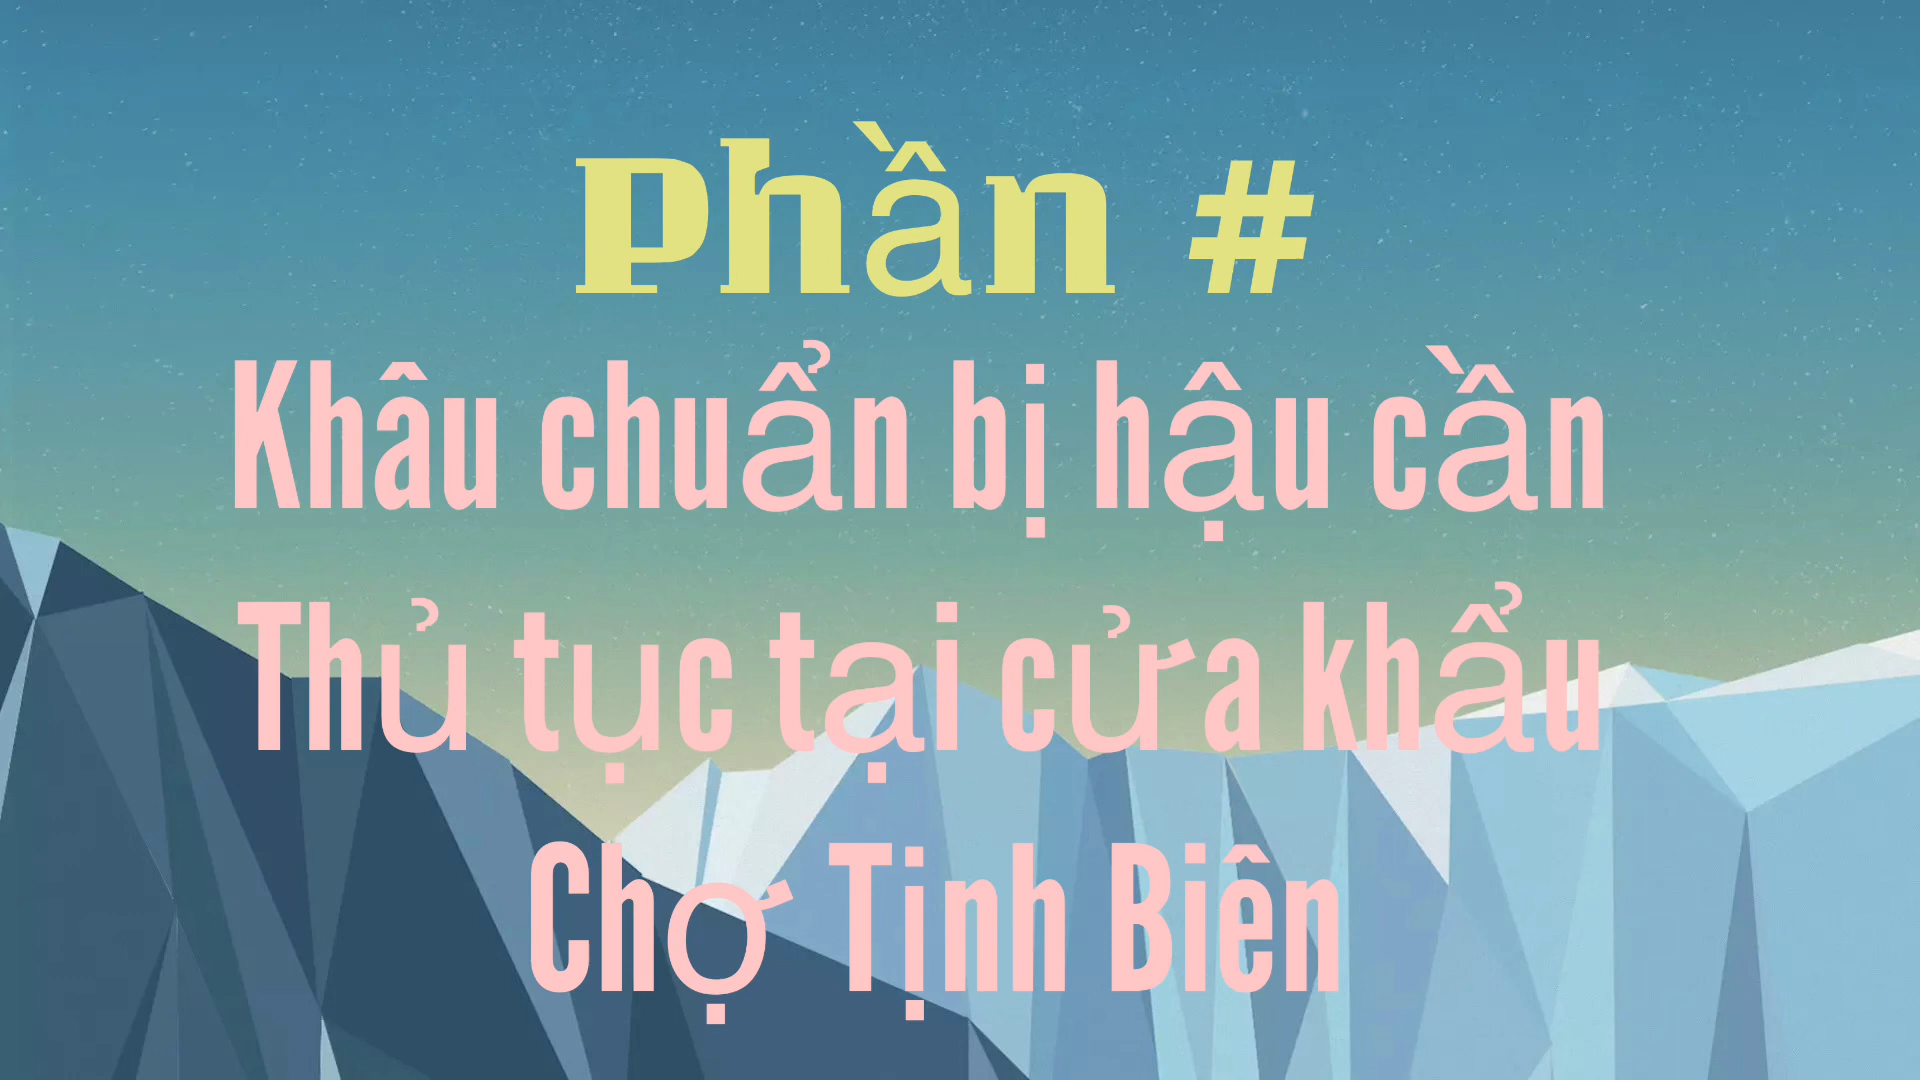 Phần #
Khâu chuẩn bị hậu cần
Thủ tục tại cửa khẩu
Chợ Tịnh Biên